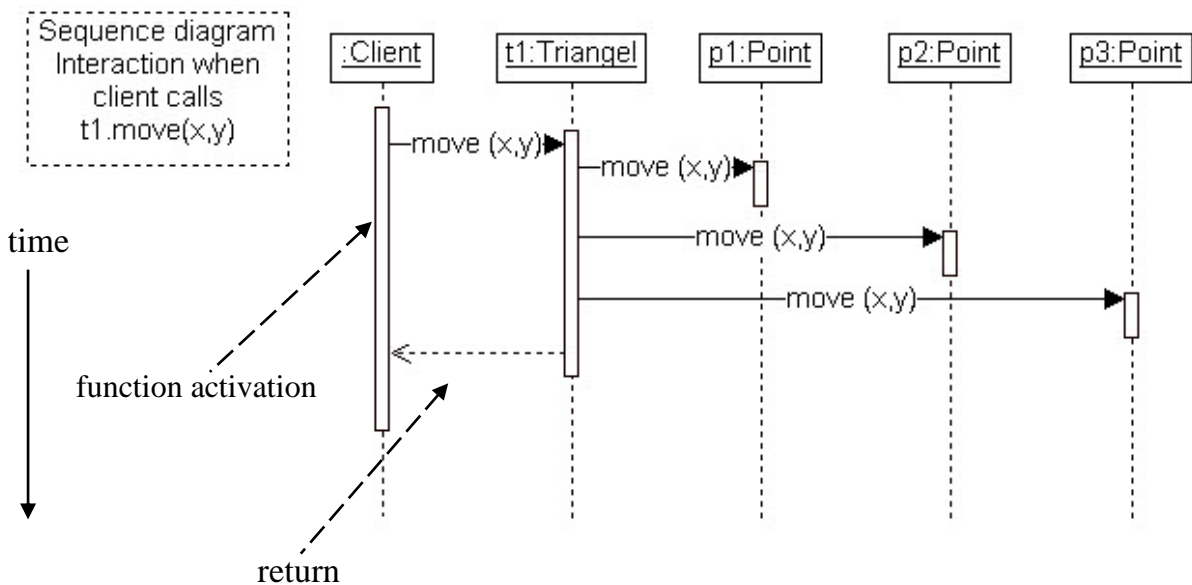 Sequence diagram
Interaction when
client calls
t1.move(x,y)
:Client
t1:Triangel
p1:Point
p2:Point
p3:Point
move (x,y)
move (x,y)
move (x,y)
move (x,y)
time
function activation
return